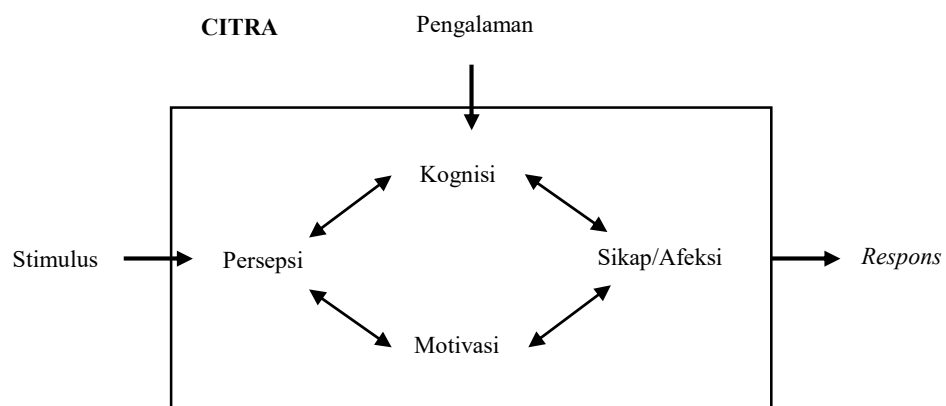 CITRA
Pengalaman
Kognisi
Stimulus
Persepsi
Sikap/Afeksi
Respons
Motivasi